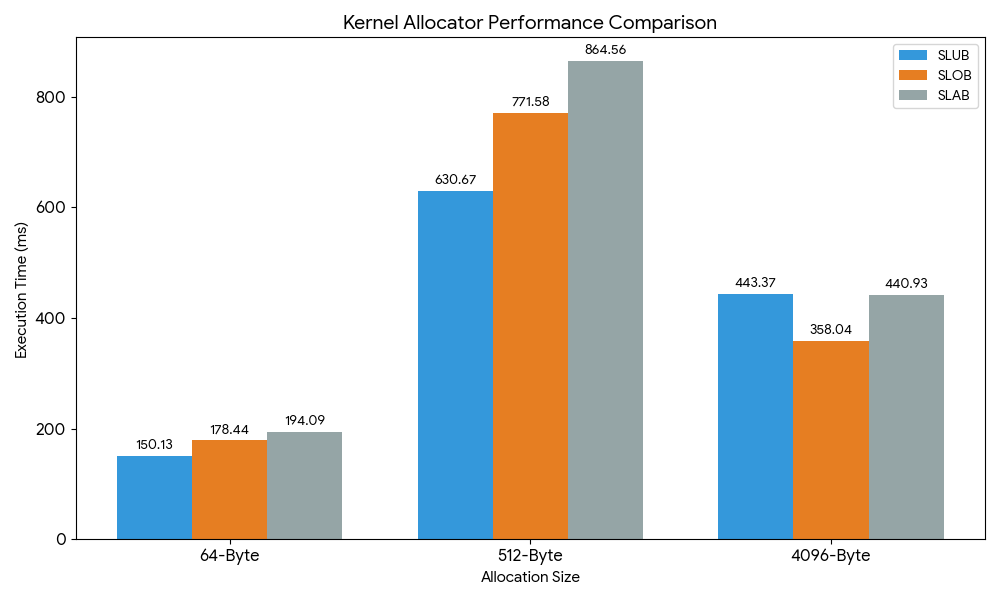 Kernel Allocator Performance Comparison
SLUB
SLOB
SLAB
Execution Time (ms)
800
600
400
200
0
150.13
178.44
194.09
630.67
771.58
864.56
443.37
358.04
440.93
64-Byte
512-Byte
4096-Byte
Allocation Size